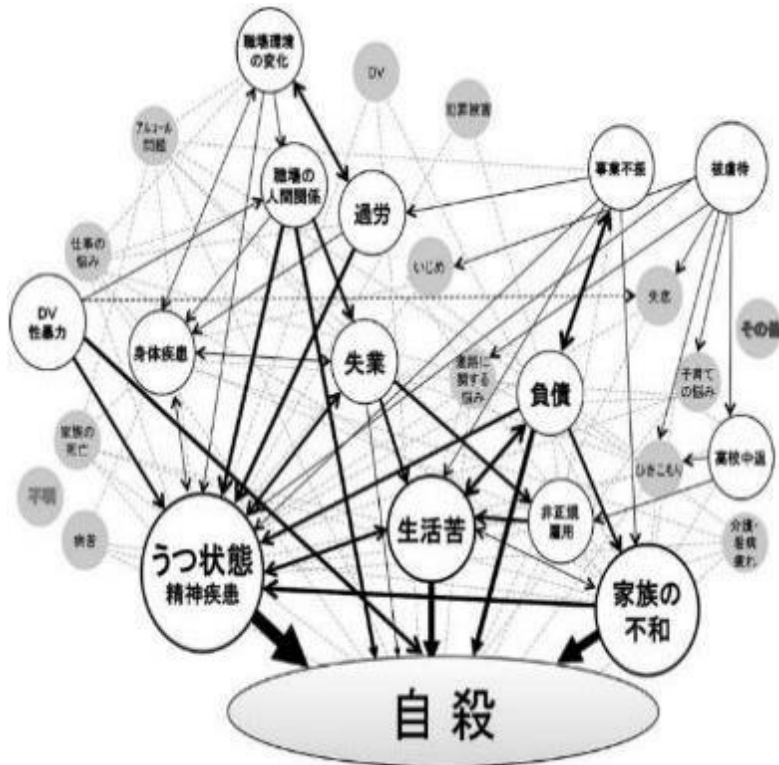 職場環境
の変化
DV
犯罪被害
アルコール
問題
職場の
人間関係
過労
事業不振
被虐待
仕事の
悩み
いじめ
失恋
DV
性暴力
その他
身体疾患
失業
進路に
関する
悩み
負債
子育て
の悩み
家族の
死亡
ひきこもり
高校中退
不明
病苦
うつ状態
精神疾患
生活苦
非正規
雇用
介護・
看病
疲れ
家族の
不和
自殺